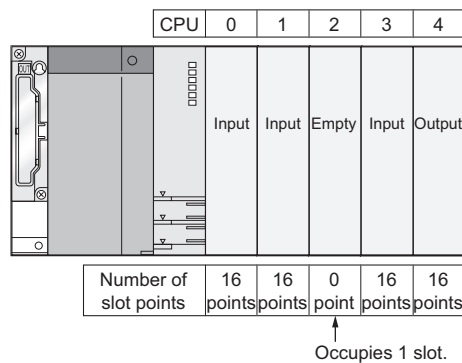 CPU 0 1 2 3 4
OUT
Input Input Empty Input Output
Number of slot points
16 points 16 points 0 point 16 points 16 points
Occupies 1 slot.